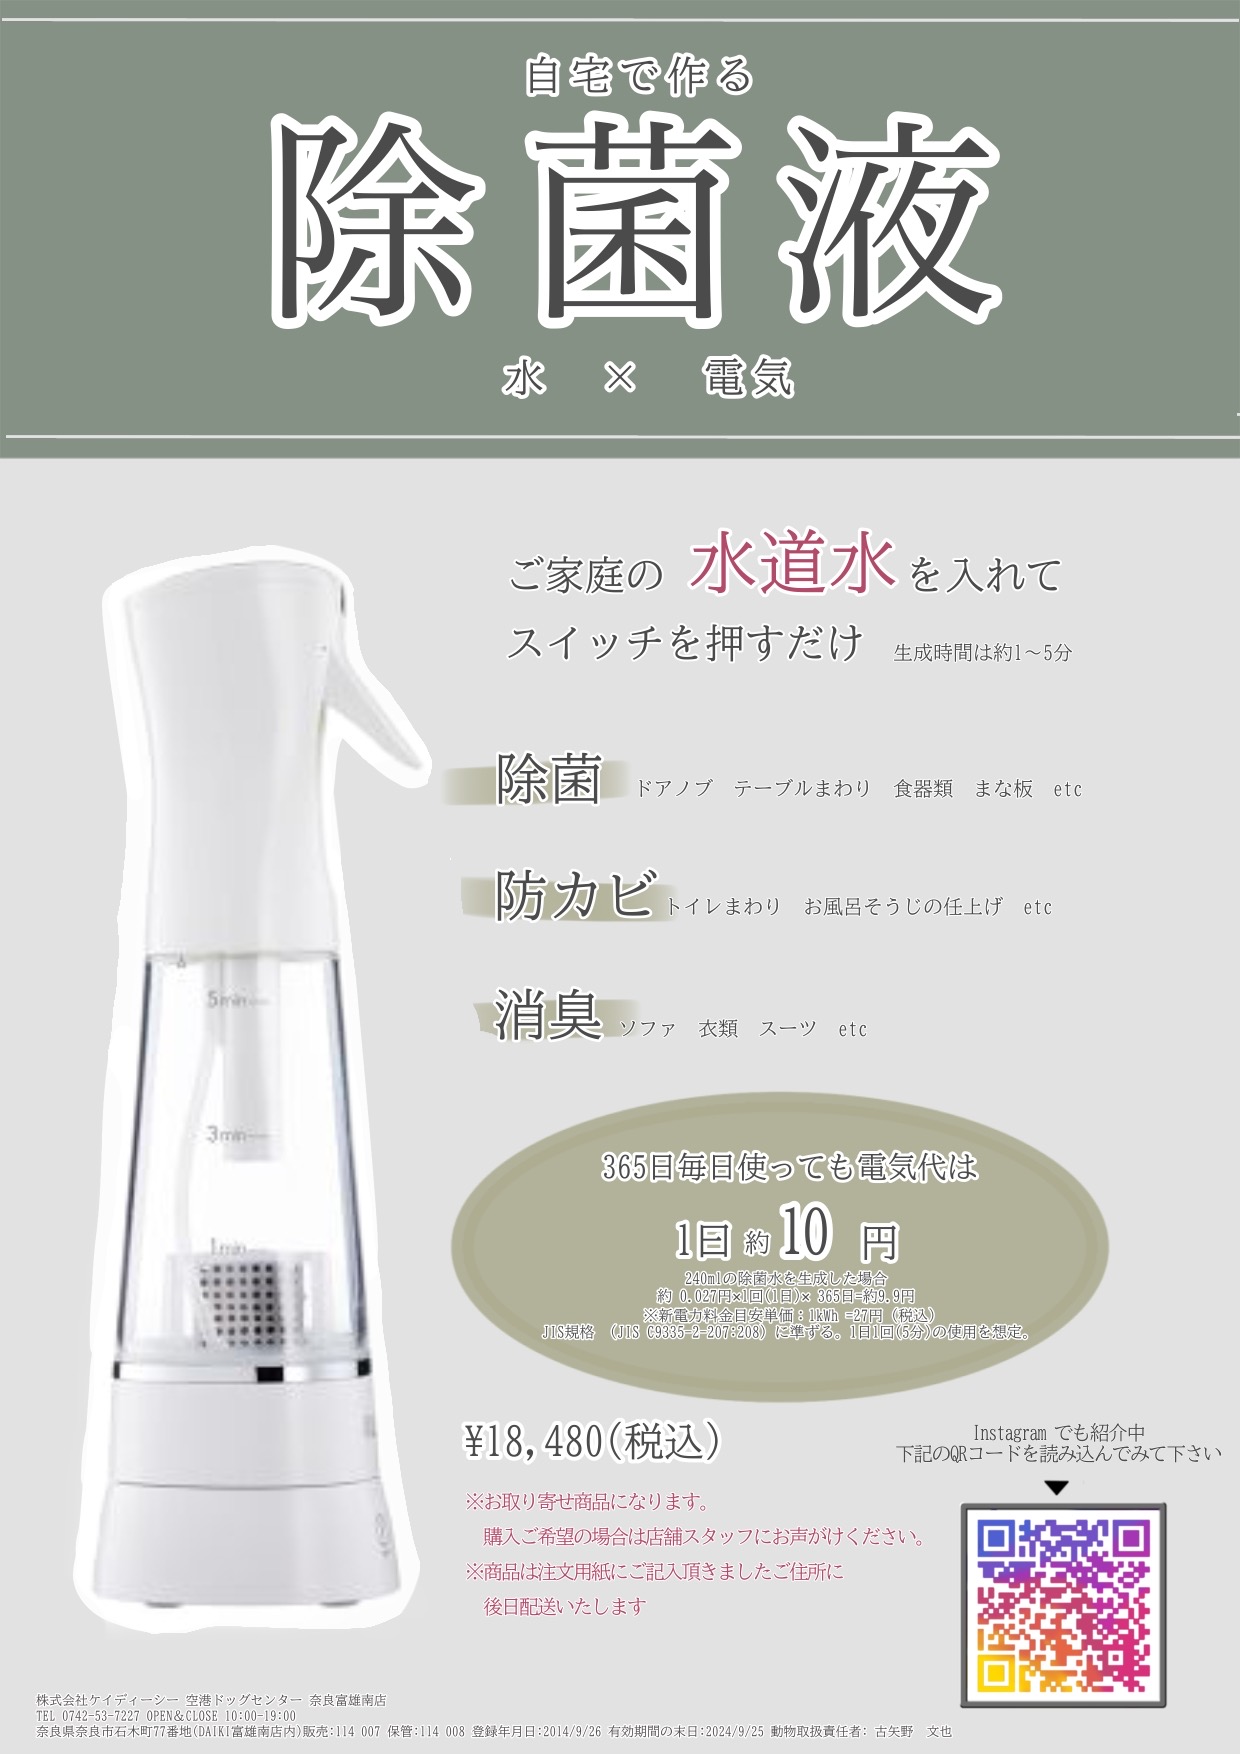 自宅で作る
除菌液
水 × 電気
ご家庭の 水道水 を入れて
スイッチを押すだけ 生成時間は約1～5分
除菌 ドアノブ テーブルまわり 食器類 まな板 etc
防カビ トイレまわり お風呂そうじの仕上げ etc
消臭 ソファ 衣類 スーツ etc
5min
3min
1min
365日毎日使っても電気代は
1回 約 10 円
240mlの除菌水を生成した場合
約 0.027円×1回(1日)× 365日=約9.9円
※新電力料金目安単価：1kWh =27円（税込）
JIS規格 （JIS C9335-2-207:208）に準ずる。1日1回(5分)の使用を想定。
¥18,480(税込)
Instagram でも紹介中
下記のQRコードを読み込んでみて下さい
※お取り寄せ商品になります。
購入ご希望の場合は店舗スタッフにお声がけください。
※商品は注文用紙にご記入頂きましたご住所に
後日配送いたします
株式会社ケイディーシー 空港ドッグセンター 奈良富雄南店
TEL 0742-53-7227 OPEN&CLOSE 10:00-19:00
奈良県奈良市石木町77番地(DAIKI富雄南店内)販売:114 007 保管:114 008 登録年月日:2014/9/26 有効期間の末日:2024/9/25 動物取扱責任者: 古矢野 文也